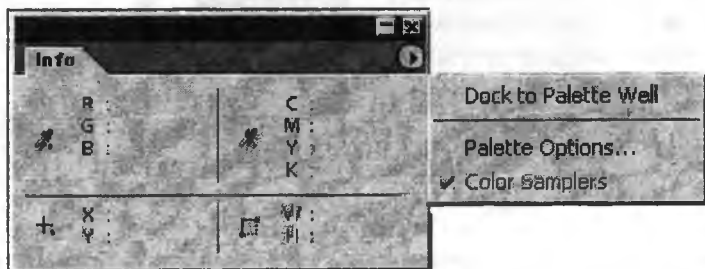 Info
R :
G :
B :
C :
M :
Y :
K :
X :
Y :
W :
H :
Dock to Palette Well
Palette Options...
Color Samplers